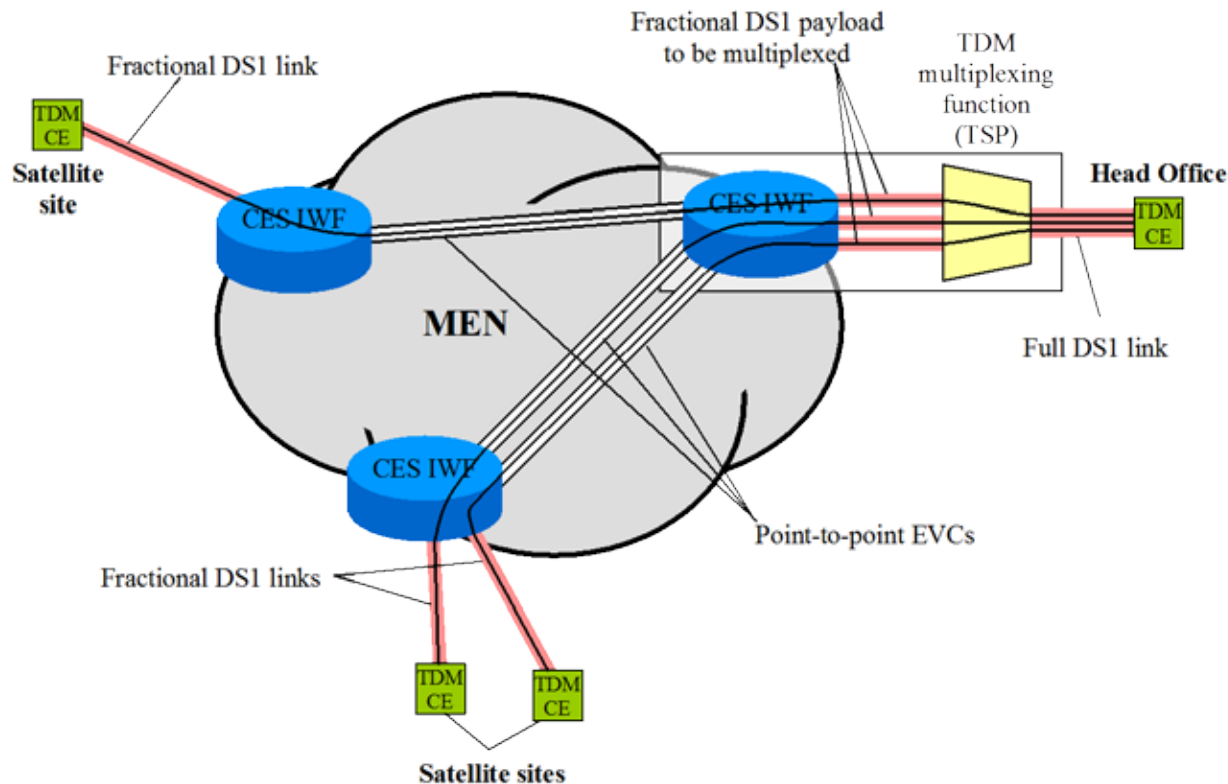 Fractional DS1 payload
to be multiplexed
TDM
multiplexing
function
(TSP)
Fractional DS1 link
TDM
CE
Satellite
site
CES IWF
CES IWF
Head Office
TDM
CE
MEN
Full DS1 link
CES IWF
Point-to-point EVCs
Fractional DS1 links
TDM
CE
TDM
CE
Satellite sites